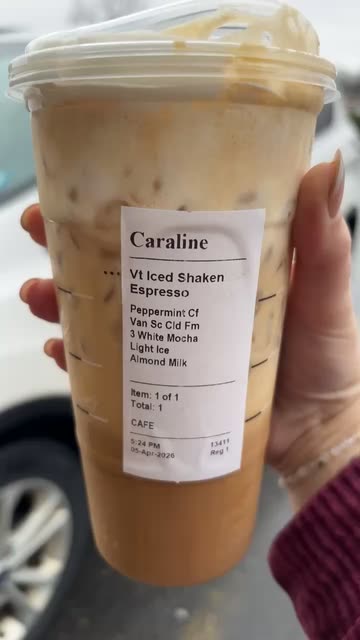 Caraline
Vt Iced Shaken
Espresso
Peppermint Cf
Van Sc Cld Fm
3 White Mocha
Light Ice
Almond Milk
Item: 1 of 1
Total: 1
CAFE
5:24 PM 13411
05-Apr-2026 Reg 1